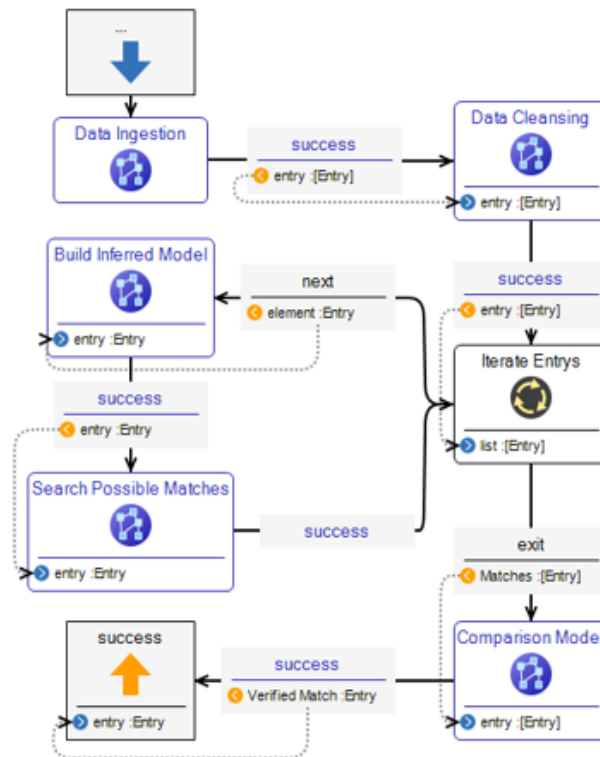 ...
Data Ingestion
success
entry :[Entry]
Data Cleansing
entry :[Entry]
Build Inferred Model
entry :Entry
next
element :Entry
success
entry :[Entry]
Iterate Entrys
list :[Entry]
success
entry :Entry
Search Possible Matches
entry :Entry
success
exit
Matches :[Entry]
success
entry :Entry
success
Verified Match :Entry
Comparison Model
entry :[Entry]